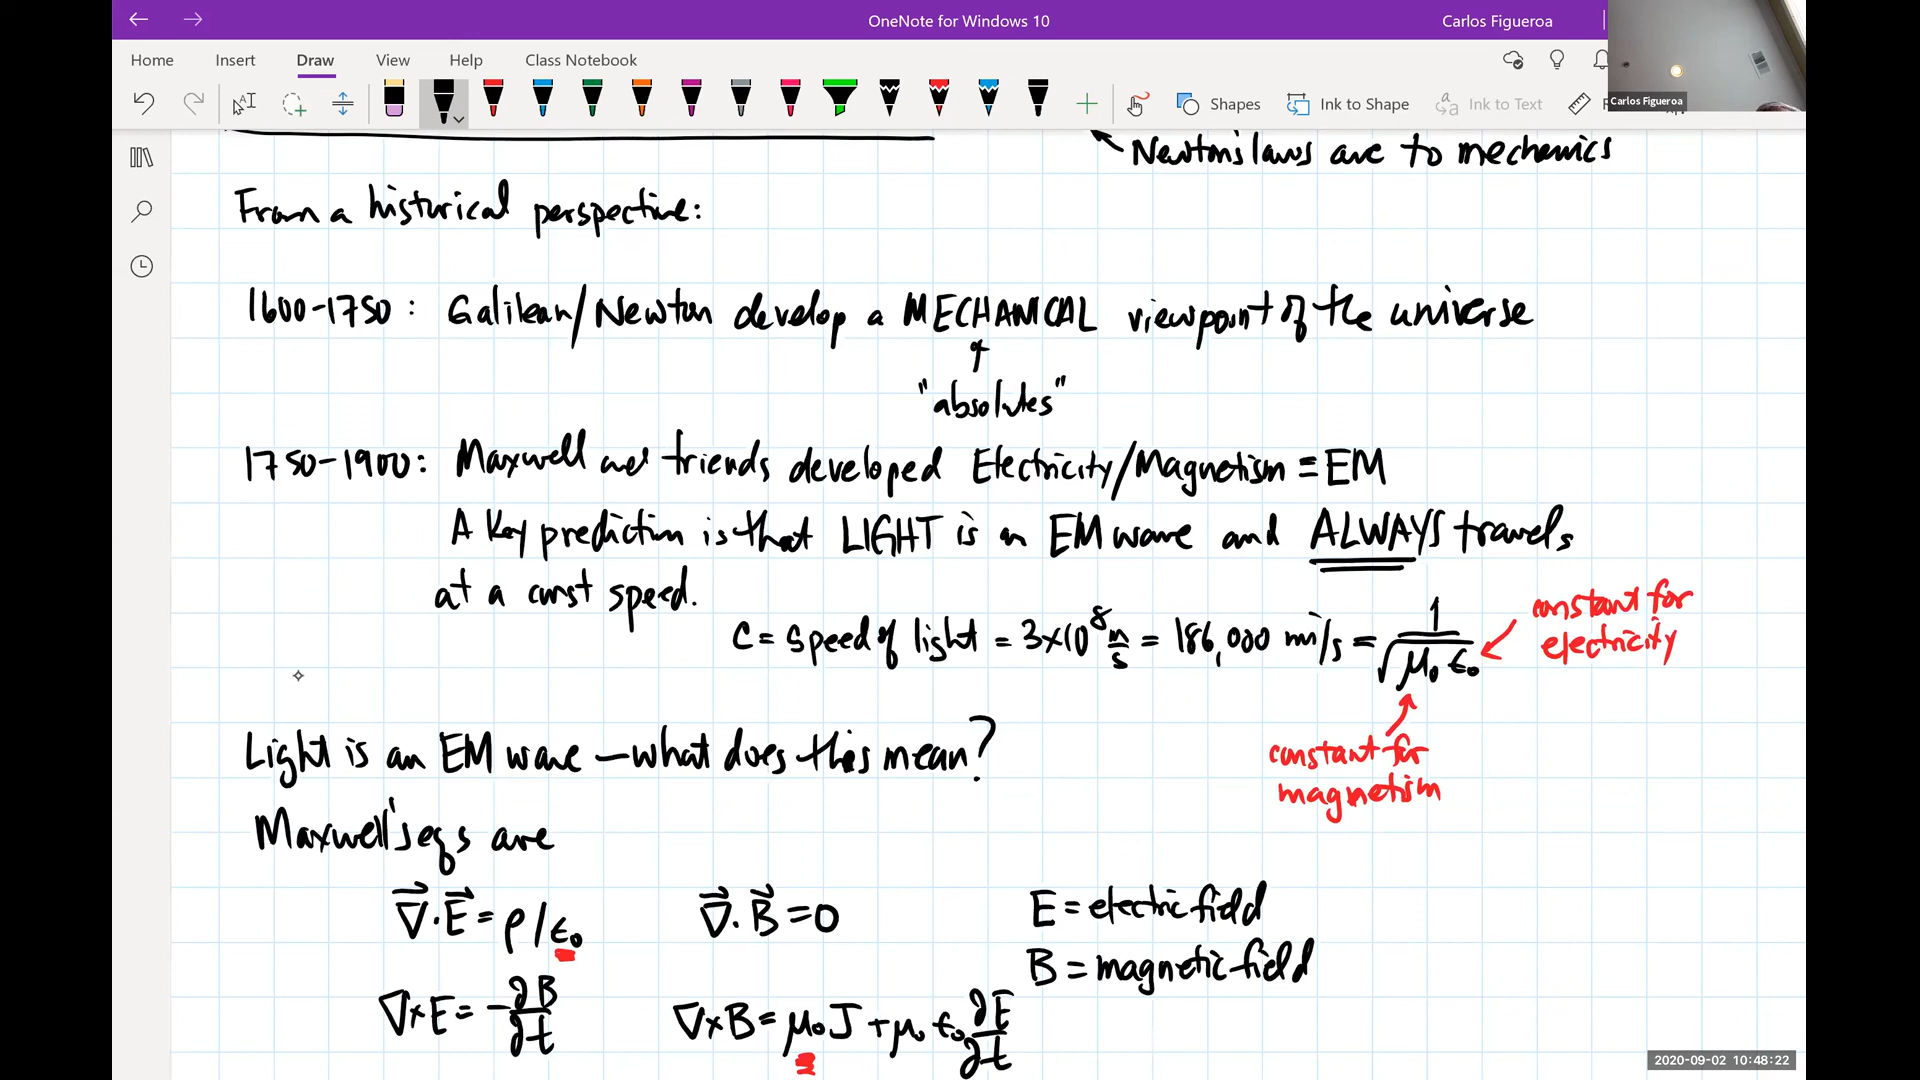 OneNote for Windows 10
Carlos Figueroa
Home Insert Draw View Help Class Notebook
Shapes Ink to Shape Ink to Text
Carlos Figueroa
Newton's laws are to mechanics
From a historical perspective:
1600-1750: Galilean/Newton develop a MECHANICAL viewpoint of the universe
&
"absolutes"
1750-1900: Maxwell and friends developed Electricity/Magnetism ≡ EM
A key prediction is that LIGHT is an EM wave and ALWAYS travels
at a const speed.
c = speed of light = 3×10⁸ m/s = 186,000 mi/s = 1/√(μ₀ ε₀)
constant for
electricity
constant for
magnetism
Light is an EM wave – what does this mean?
Maxwell's eqs are
∇⃗·E⃗ = ρ/ε₀ ∇⃗·B⃗ = 0 E = electric field
B = magnetic field
∇×E = -∂B/∂t ∇×B = μ₀J + μ₀ε₀ ∂E/∂t
2020-09-02 10:48:22